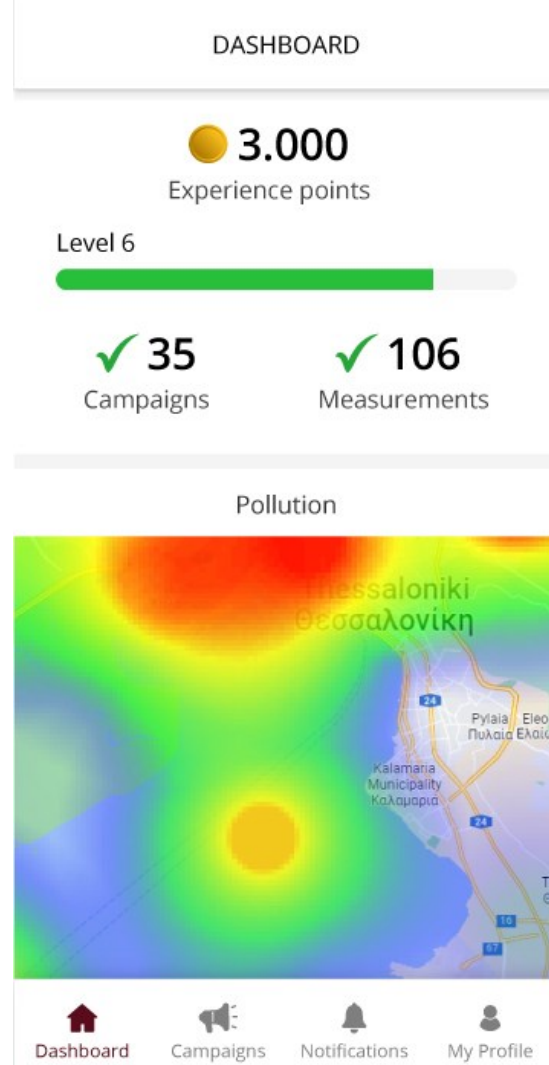 DASHBOARD
3.000
Experience points
Level 6
35
106
Campaigns
Measurements
Pollution
Thessaloniki
Θεσσαλονίκη
24
Pylaia
Πυλαία
Kalamaria
Municipality
Καλαμαριά
24
16
67
Dashboard
Campaigns
Notifications
My Profile